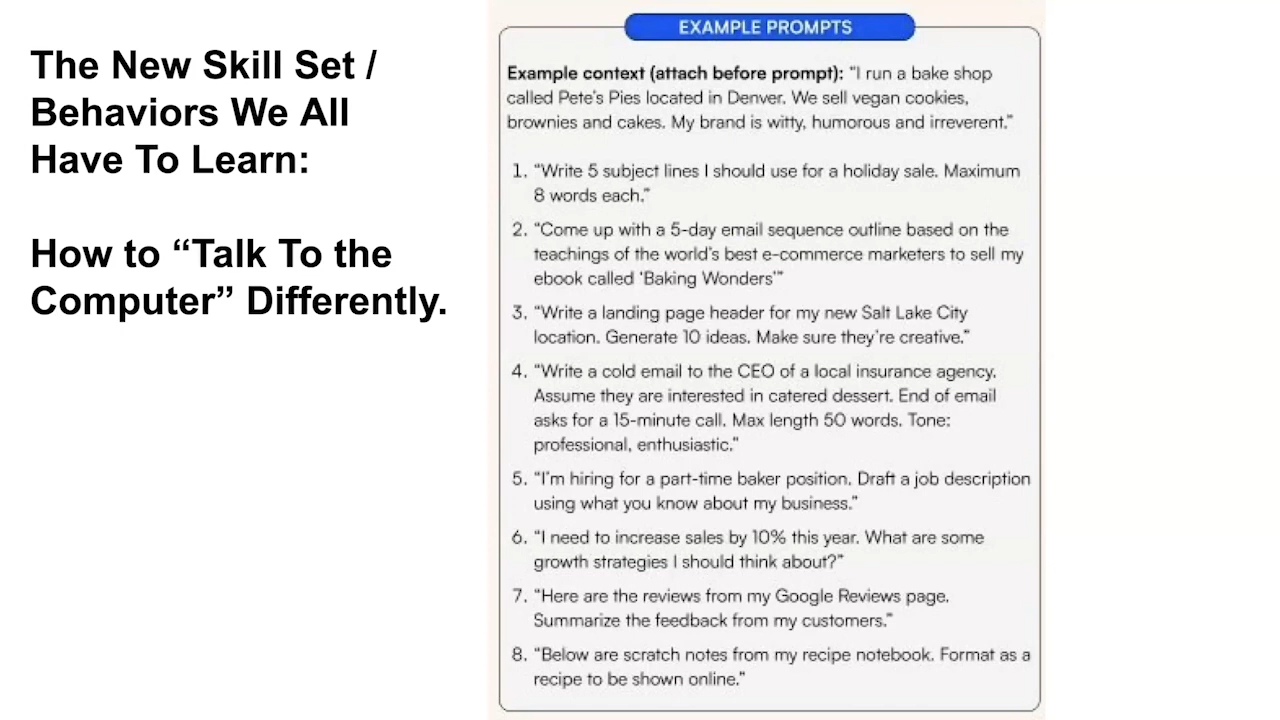 The New Skill Set /
Behaviors We All
Have To Learn:
How to “Talk To the
Computer” Differently.
EXAMPLE PROMPTS
Example context (attach before prompt): “I run a bake shop
called Pete’s Pies located in Denver. We sell vegan cookies,
brownies and cakes. My brand is witty, humorous and irreverent.”
1. “Write 5 subject lines I should use for a holiday sale. Maximum
8 words each.”
2. “Come up with a 5-day email sequence outline based on the
teachings of the world’s best e-commerce marketers to sell my
ebook called ‘Baking Wonders’”
3. “Write a landing page header for my new Salt Lake City
location. Generate 10 ideas. Make sure they’re creative.”
4. “Write a cold email to the CEO of a local insurance agency.
Assume they are interested in catered dessert. End of email
asks for a 15-minute call. Max length 50 words. Tone:
professional, enthusiastic.”
5. “I’m hiring for a part-time baker position. Draft a job description
using what you know about my business.”
6. “I need to increase sales by 10% this year. What are some
growth strategies I should think about?”
7. “Here are the reviews from my Google Reviews page.
Summarize the feedback from my customers.”
8. “Below are scratch notes from my recipe notebook. Format as a
recipe to be shown online.”